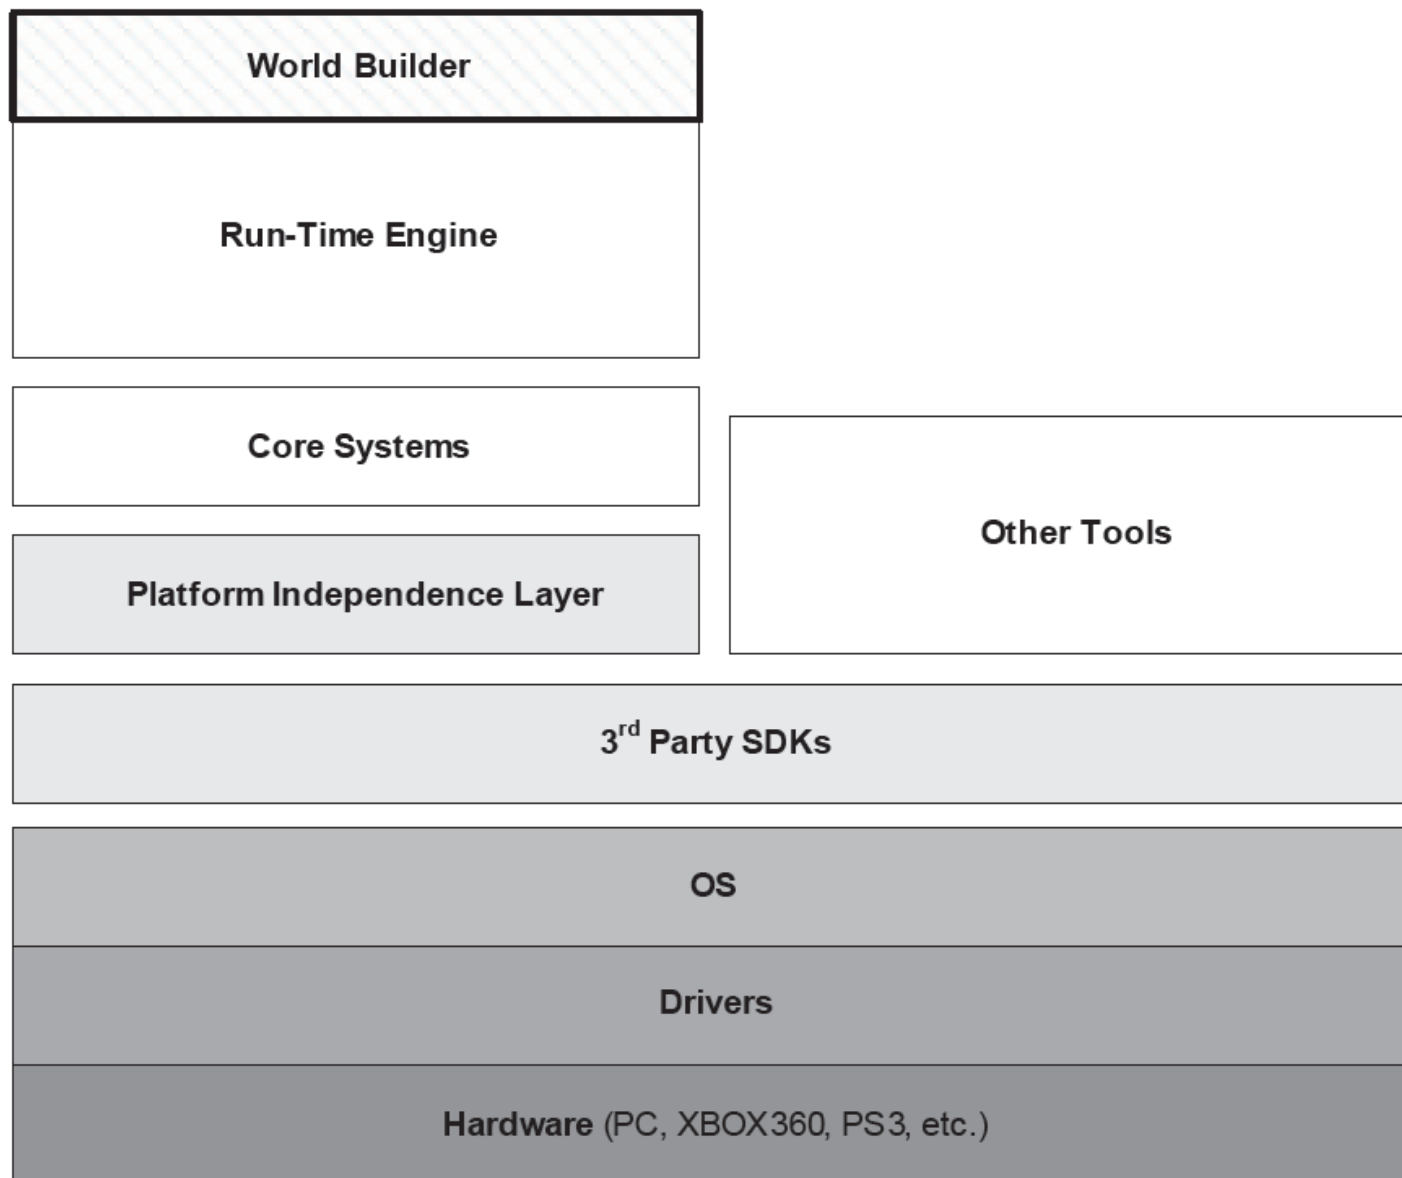 World Builder
Run-Time Engine
Core Systems
Other Tools
Platform Independence Layer
3rd Party SDKs
OS
Drivers
Hardware (PC, XBOX360, PS3, etc.)